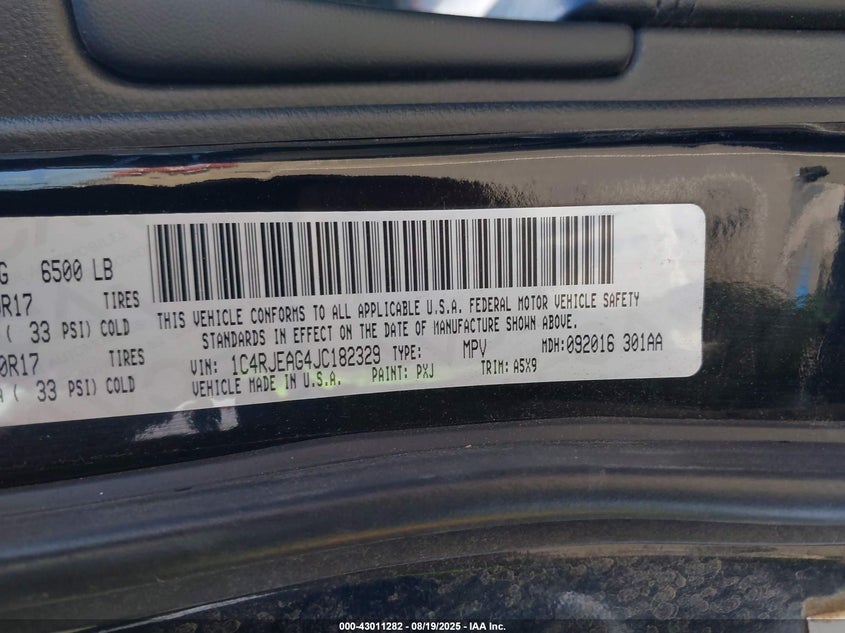 G 6500 LB
0R17 TIRES
( 33 PSI) COLD
0R17 TIRES
A ( 33 PSI) COLD
THIS VEHICLE CONFORMS TO ALL APPLICABLE U.S.A. FEDERAL MOTOR VEHICLE SAFETY
STANDARDS IN EFFECT ON THE DATE OF MANUFACTURE SHOWN ABOVE.
VIN: 1C4RJEAG4JC182329 TYPE: MPV MDH:092016 301AA
VEHICLE MADE IN U.S.A. PAINT: PXJ TRIM: A5X9
000-43011282 - 08/19/2025 - IAA Inc.